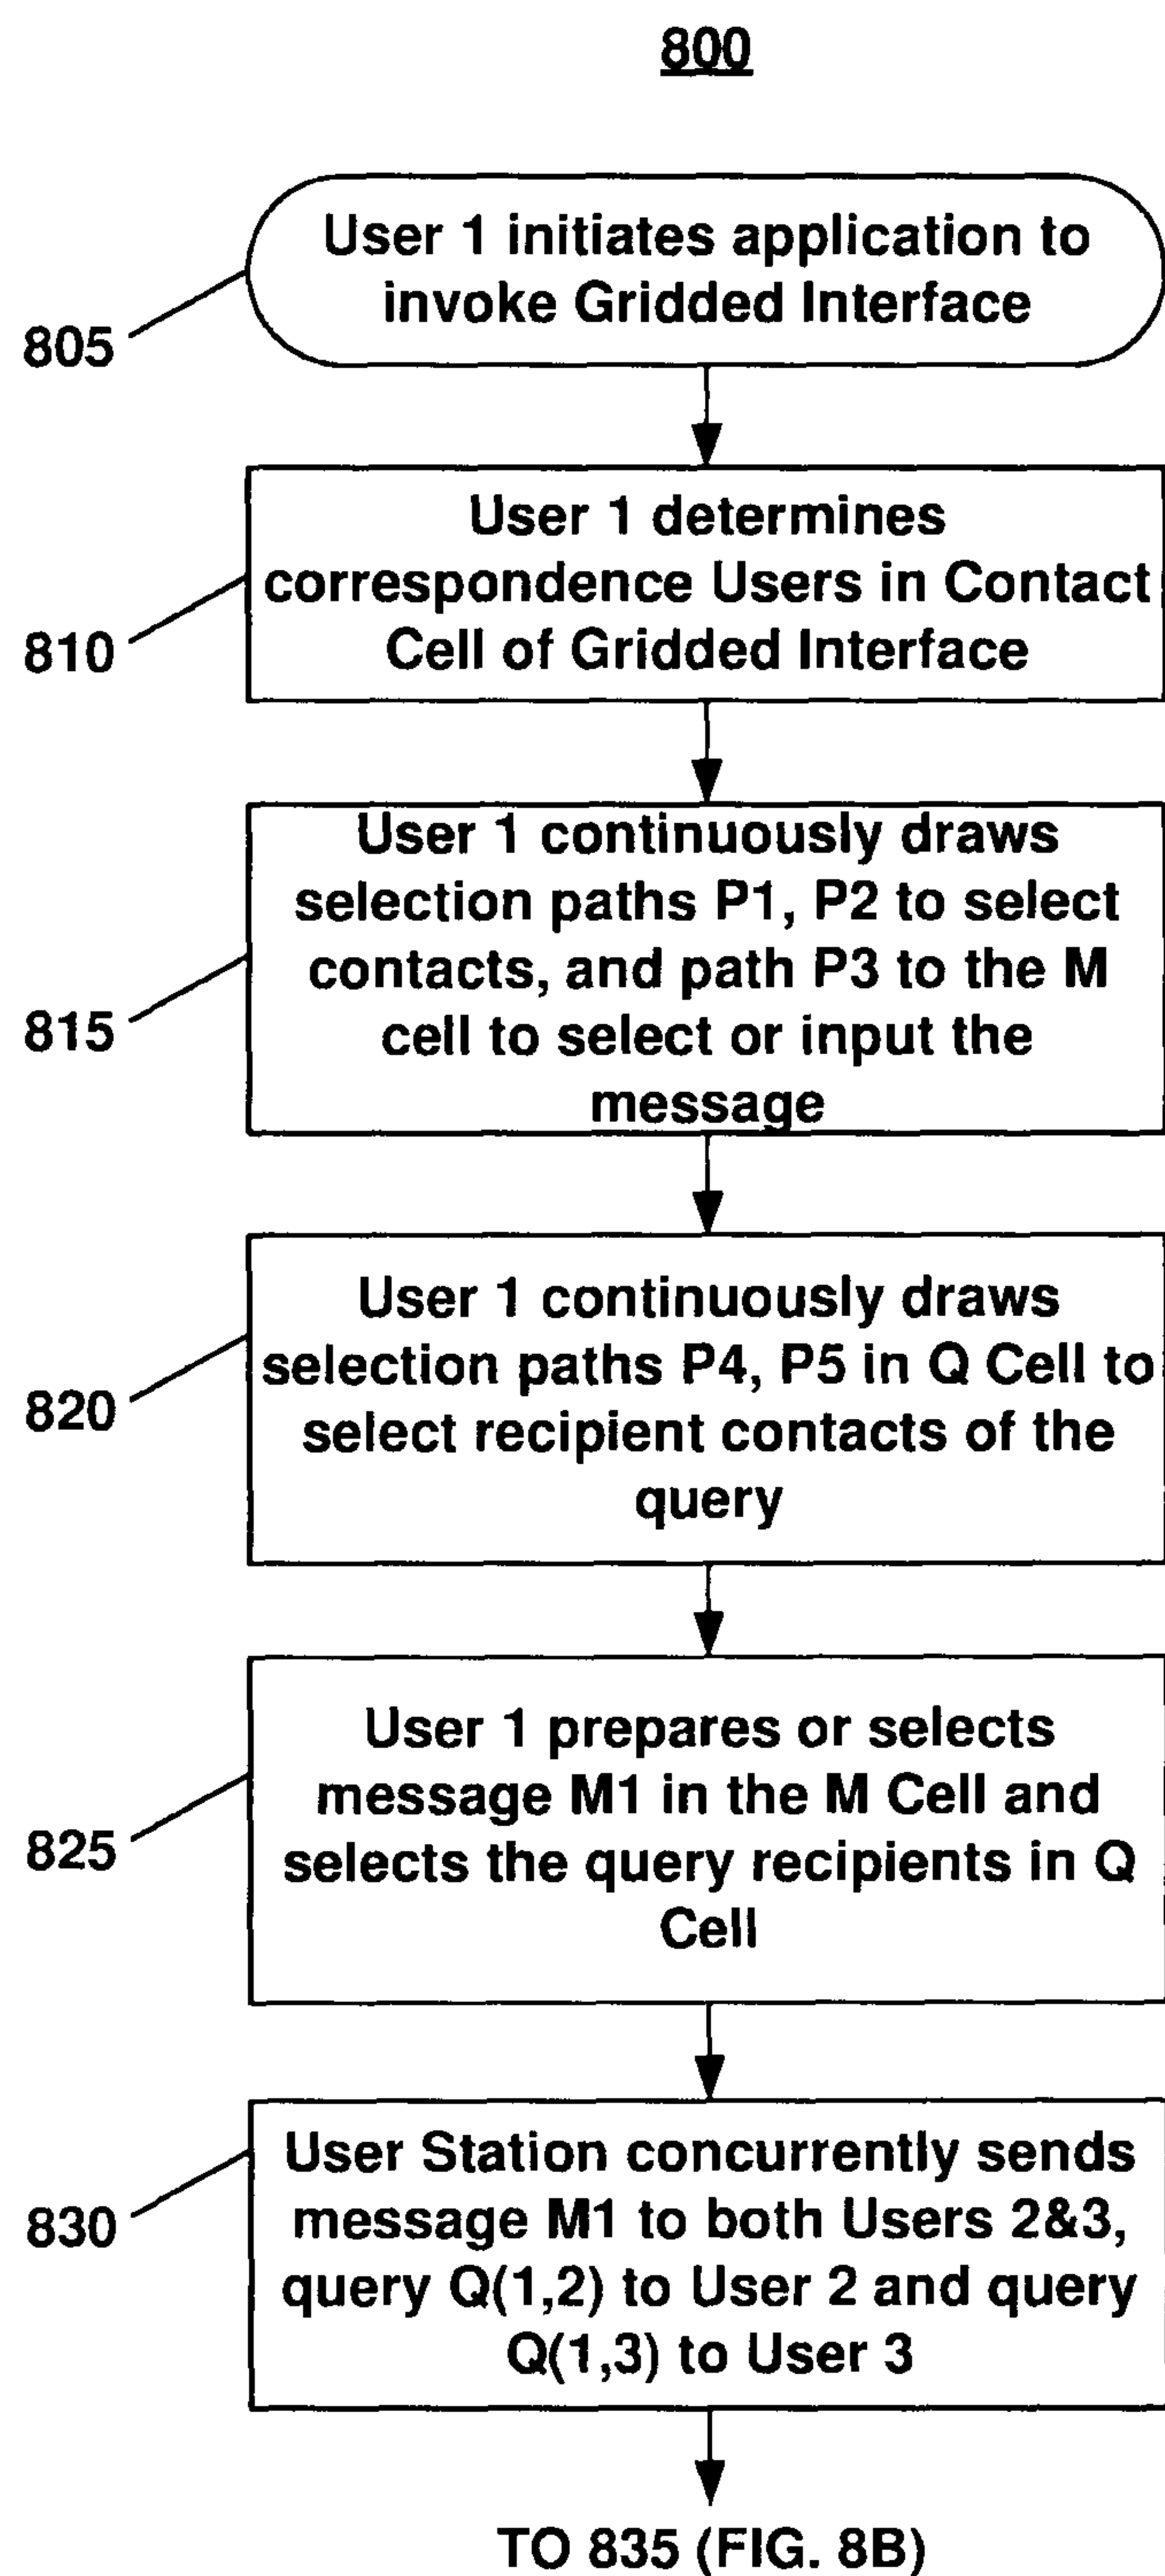 800
User 1 initiates application to
invoke Gridded Interface
805
User 1 determines
correspondence Users in Contact
Cell of Gridded Interface
810
User 1 continuously draws
selection paths P1, P2 to select
contacts, and path P3 to the M
cell to select or input the
message
815
User 1 continuously draws
selection paths P4, P5 in Q Cell to
select recipient contacts of the
query
820
User 1 prepares or selects
message M1 in the M Cell and
selects the query recipients in Q
Cell
825
User Station concurrently sends
message M1 to both Users 2&3,
query Q(1,2) to User 2 and query
Q(1,3) to User 3
830
TO 835 (FIG. 8B)